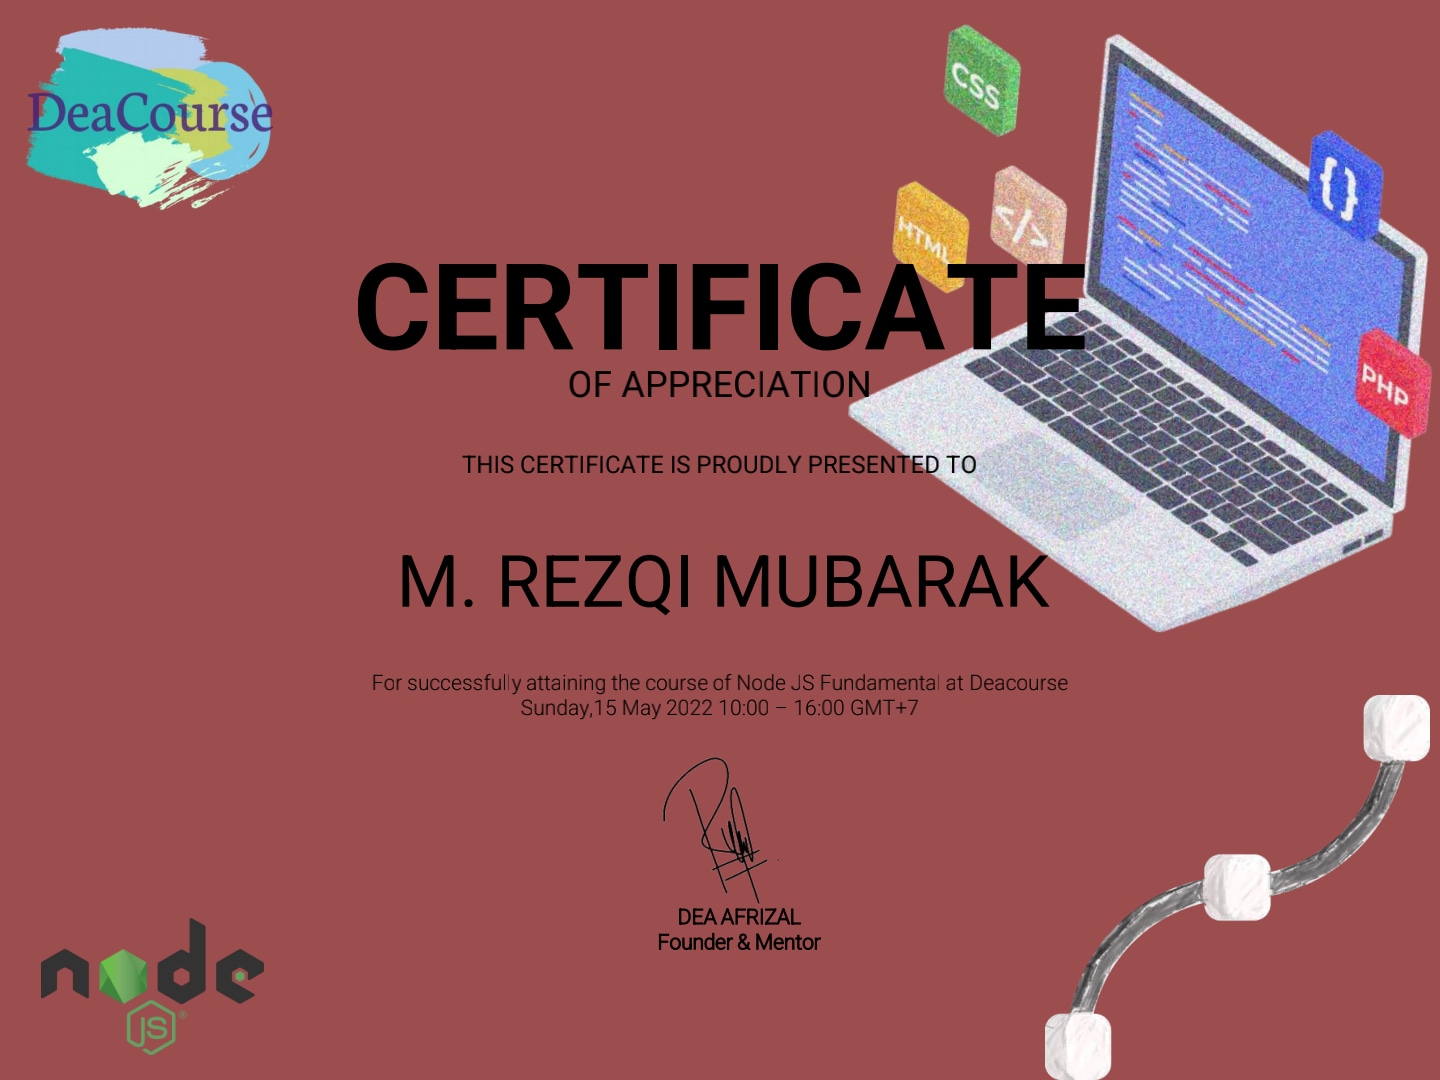 DeaCourse
CSS
{}
HTML
</>
CERTIFICATE
PHP
OF APPRECIATION
THIS CERTIFICATE IS PROUDLY PRESENTED TO
M. REZQI MUBARAK
For successfully attaining the course of Node JS Fundamental at Deacourse
Sunday,15 May 2022 10:00 – 16:00 GMT+7
DEA AFRIZAL
Founder & Mentor
node
JS®